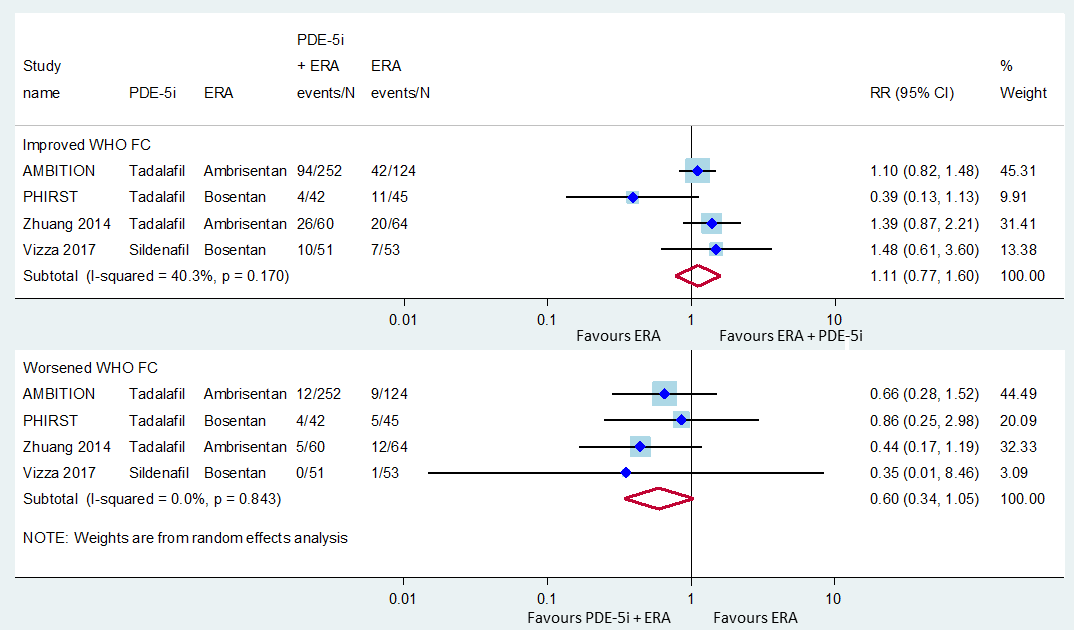 PDE-5i
Study + ERA ERA %
name PDE-5i ERA events/N events/N RR (95% CI) Weight
Improved WHO FC
AMBITION Tadalafil Ambrisentan 94/252 42/124 1.10 (0.82, 1.48) 45.31
PHIRST Tadalafil Bosentan 4/42 11/45 0.39 (0.13, 1.13) 9.91
Zhuang 2014 Tadalafil Ambrisentan 26/60 20/64 1.39 (0.87, 2.21) 31.41
Vizza 2017 Sildenafil Bosentan 10/51 7/53 1.48 (0.61, 3.60) 13.38
Subtotal (I-squared = 40.3%, p = 0.170) 1.11 (0.77, 1.60) 100.00
0.01 0.1 1 10
Favours ERA Favours ERA + PDE-5i
Worsened WHO FC
AMBITION Tadalafil Ambrisentan 12/252 9/124 0.66 (0.28, 1.52) 44.49
PHIRST Tadalafil Bosentan 4/42 5/45 0.86 (0.25, 2.98) 20.09
Zhuang 2014 Tadalafil Ambrisentan 5/60 12/64 0.44 (0.17, 1.19) 32.33
Vizza 2017 Sildenafil Bosentan 0/51 1/53 0.35 (0.01, 8.46) 3.09
Subtotal (I-squared = 0.0%, p = 0.843) 0.60 (0.34, 1.05) 100.00
NOTE: Weights are from random effects analysis
0.01 0.1 1 10
Favours PDE-5i + ERA Favours ERA